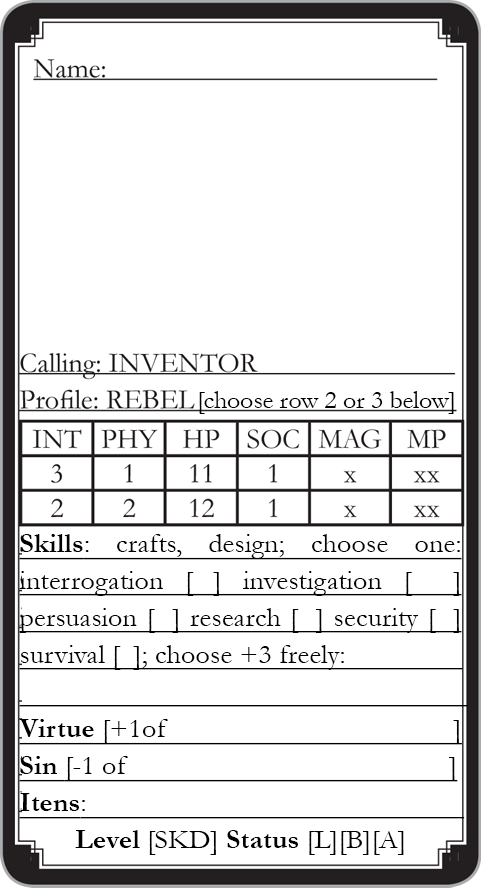 Name:
Calling: INVENTOR
Profile: REBEL [choose row 2 or 3 below]
INT PHY HP SOC MAG MP
3 1 11 1 x xx
2 2 12 1 x xx
Skills: crafts, design; choose one:
interrogation [ ] investigation [ ]
persuasion [ ] research [ ] security [ ]
survival [ ]; choose +3 freely:
.
Virtue [+1of ]
Sin [-1 of ]
Itens:
Level [SKD] Status [L][B][A]